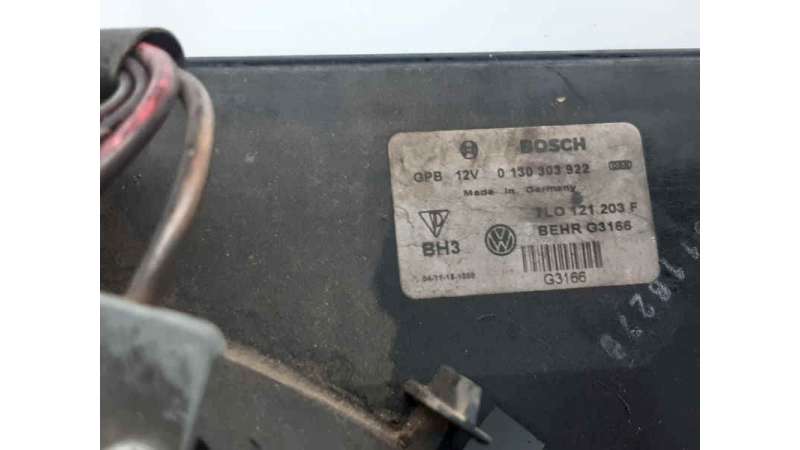 BOSCH
GPB 12V 0 130 303 922
Made in Germany
7L0 121 203 F
BH3
BEHR G3166
G3166